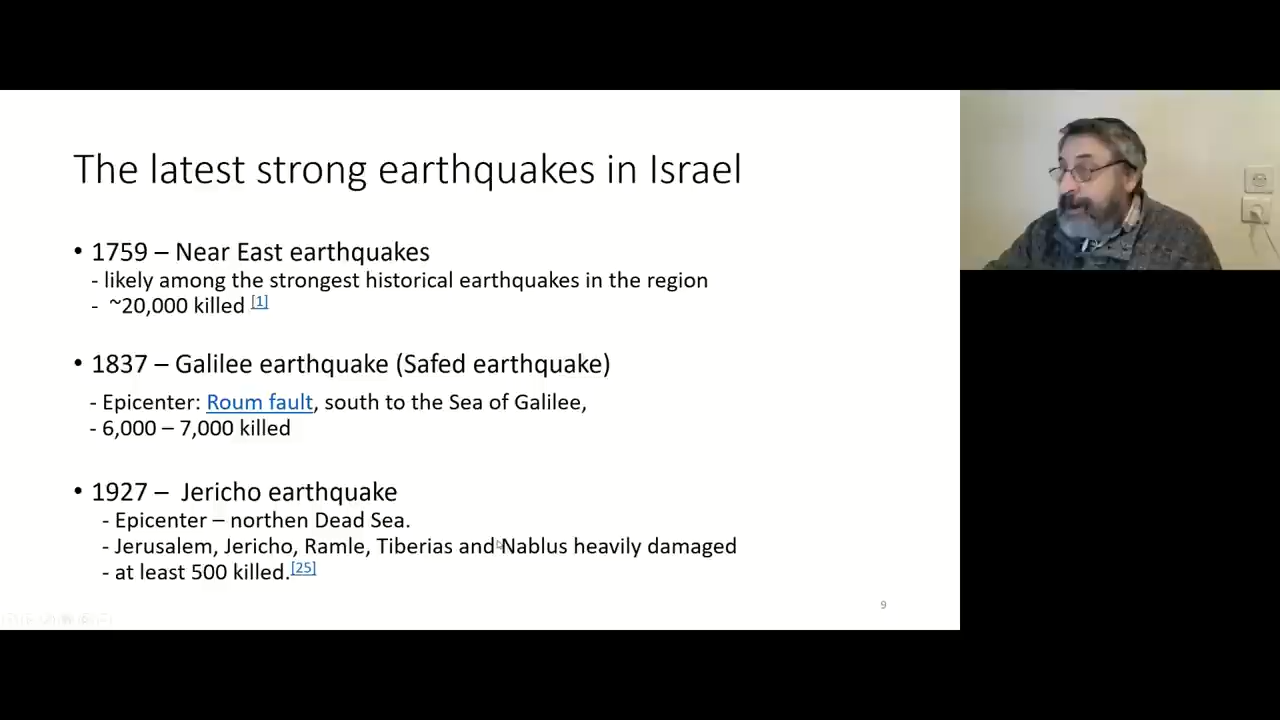 The latest strong earthquakes in Israel
• 1759 – Near East earthquakes
- likely among the strongest historical earthquakes in the region
- ~20,000 killed [1]
• 1837 – Galilee earthquake (Safed earthquake)
- Epicenter: Roum fault, south to the Sea of Galilee,
- 6,000 – 7,000 killed
• 1927 – Jericho earthquake
- Epicenter – northen Dead Sea.
- Jerusalem, Jericho, Ramle, Tiberias and Nablus heavily damaged
- at least 500 killed.[25]
9